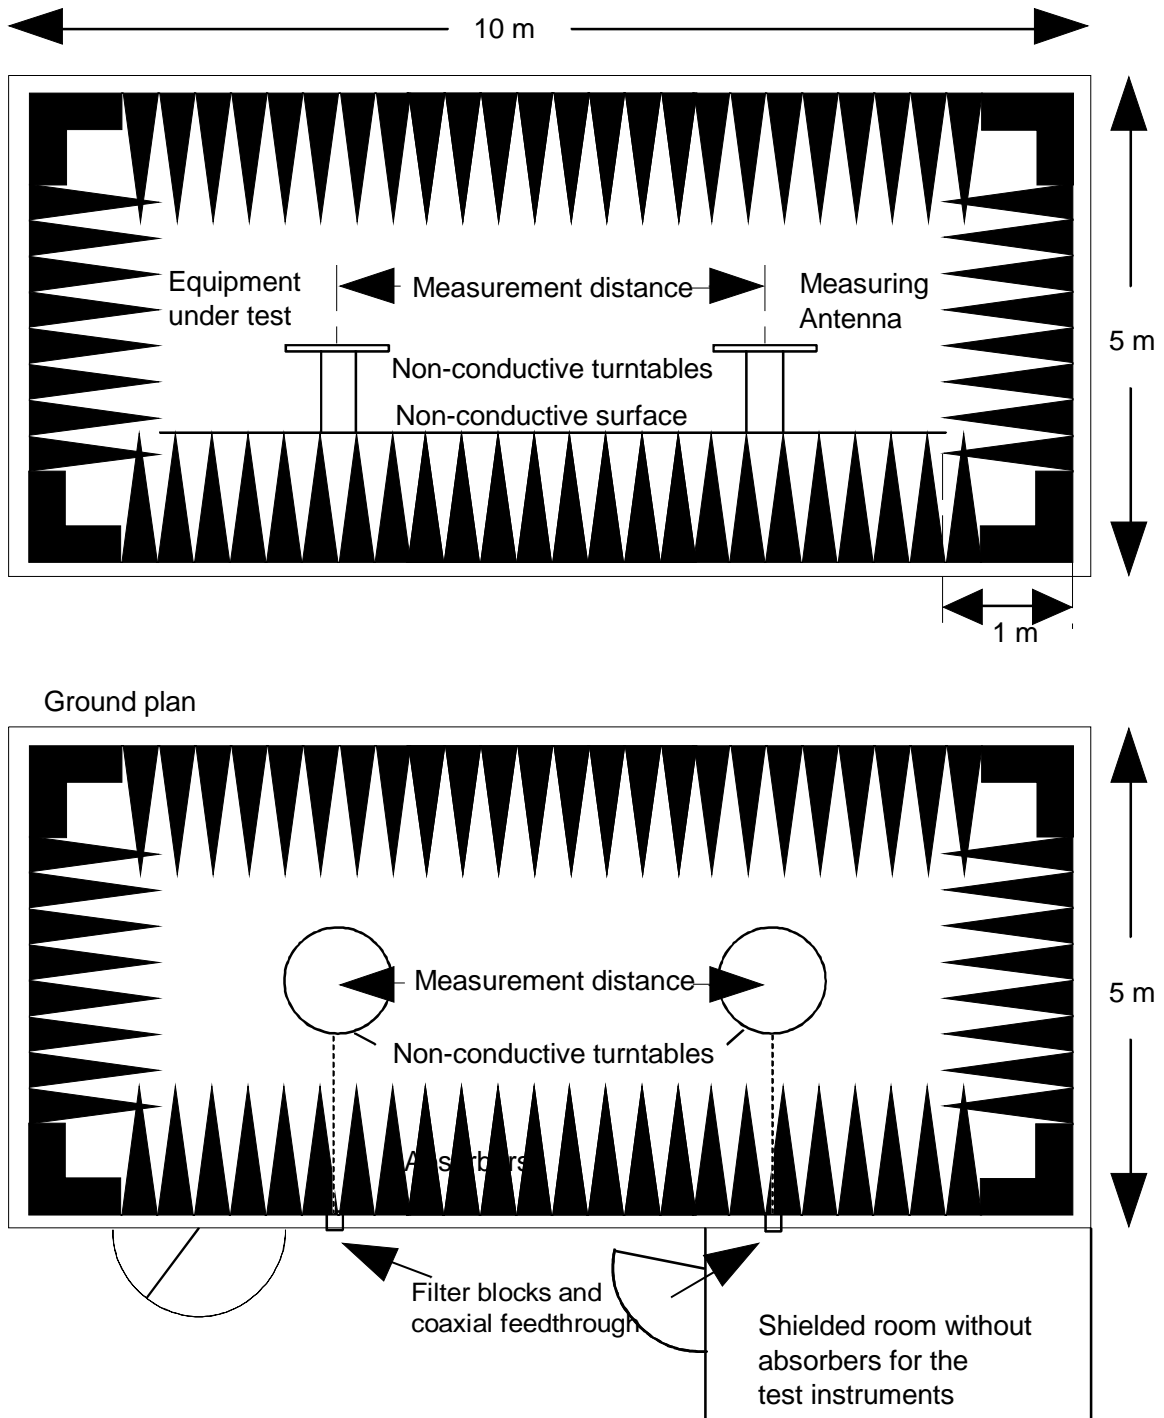 10 m
Equipment
under test
Measurement distance
Measuring
Antenna
5 m
Non-conductive turntables
Non-conductive surface
1 m
Ground plan
Measurement distance
5 m
Non-conductive turntables
Absorbers
Filter blocks and
coaxial feedthrough
Shielded room without
absorbers for the
test instruments